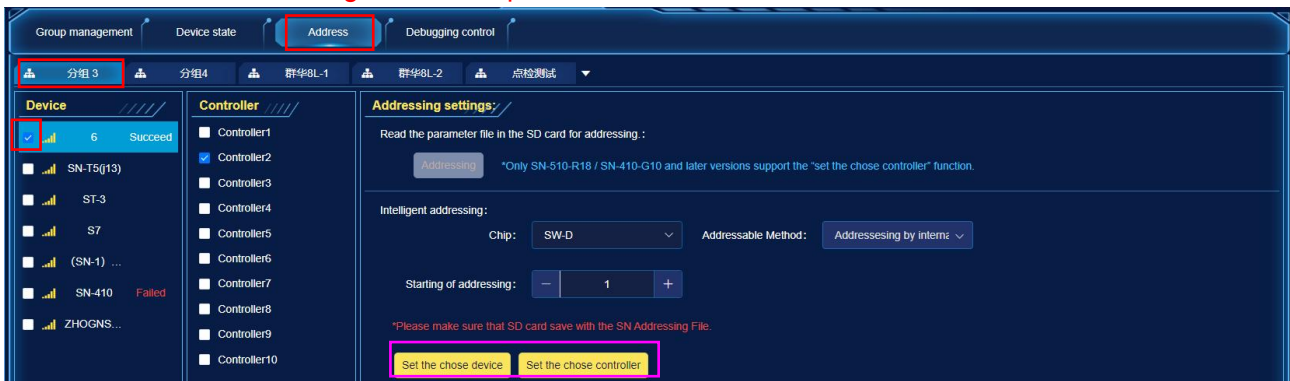 Group management Device state Address Debugging control
分组 3 分组4 群华8L-1 群华8L-2 点检测试
Device
6 Succeed
SN-T5(j13)
ST-3
S7
(SN-1) ...
SN-410 Failed
ZHOGNS...
Controller
Controller1
Controller2
Controller3
Controller4
Controller5
Controller6
Controller7
Controller8
Controller9
Controller10
Addressing settings:
Read the parameter file in the SD card for addressing.:
Addressing *Only SN-510-R18 / SN-410-G10 and later versions support the "set the chose controller" function.
Intelligent addressing:
Chip: SW-D Addressable Method: Addressesing by interna
Starting of addressing: − 1 +
*Please make sure that SD card save with the SN Addressing File.
Set the chose device Set the chose controller